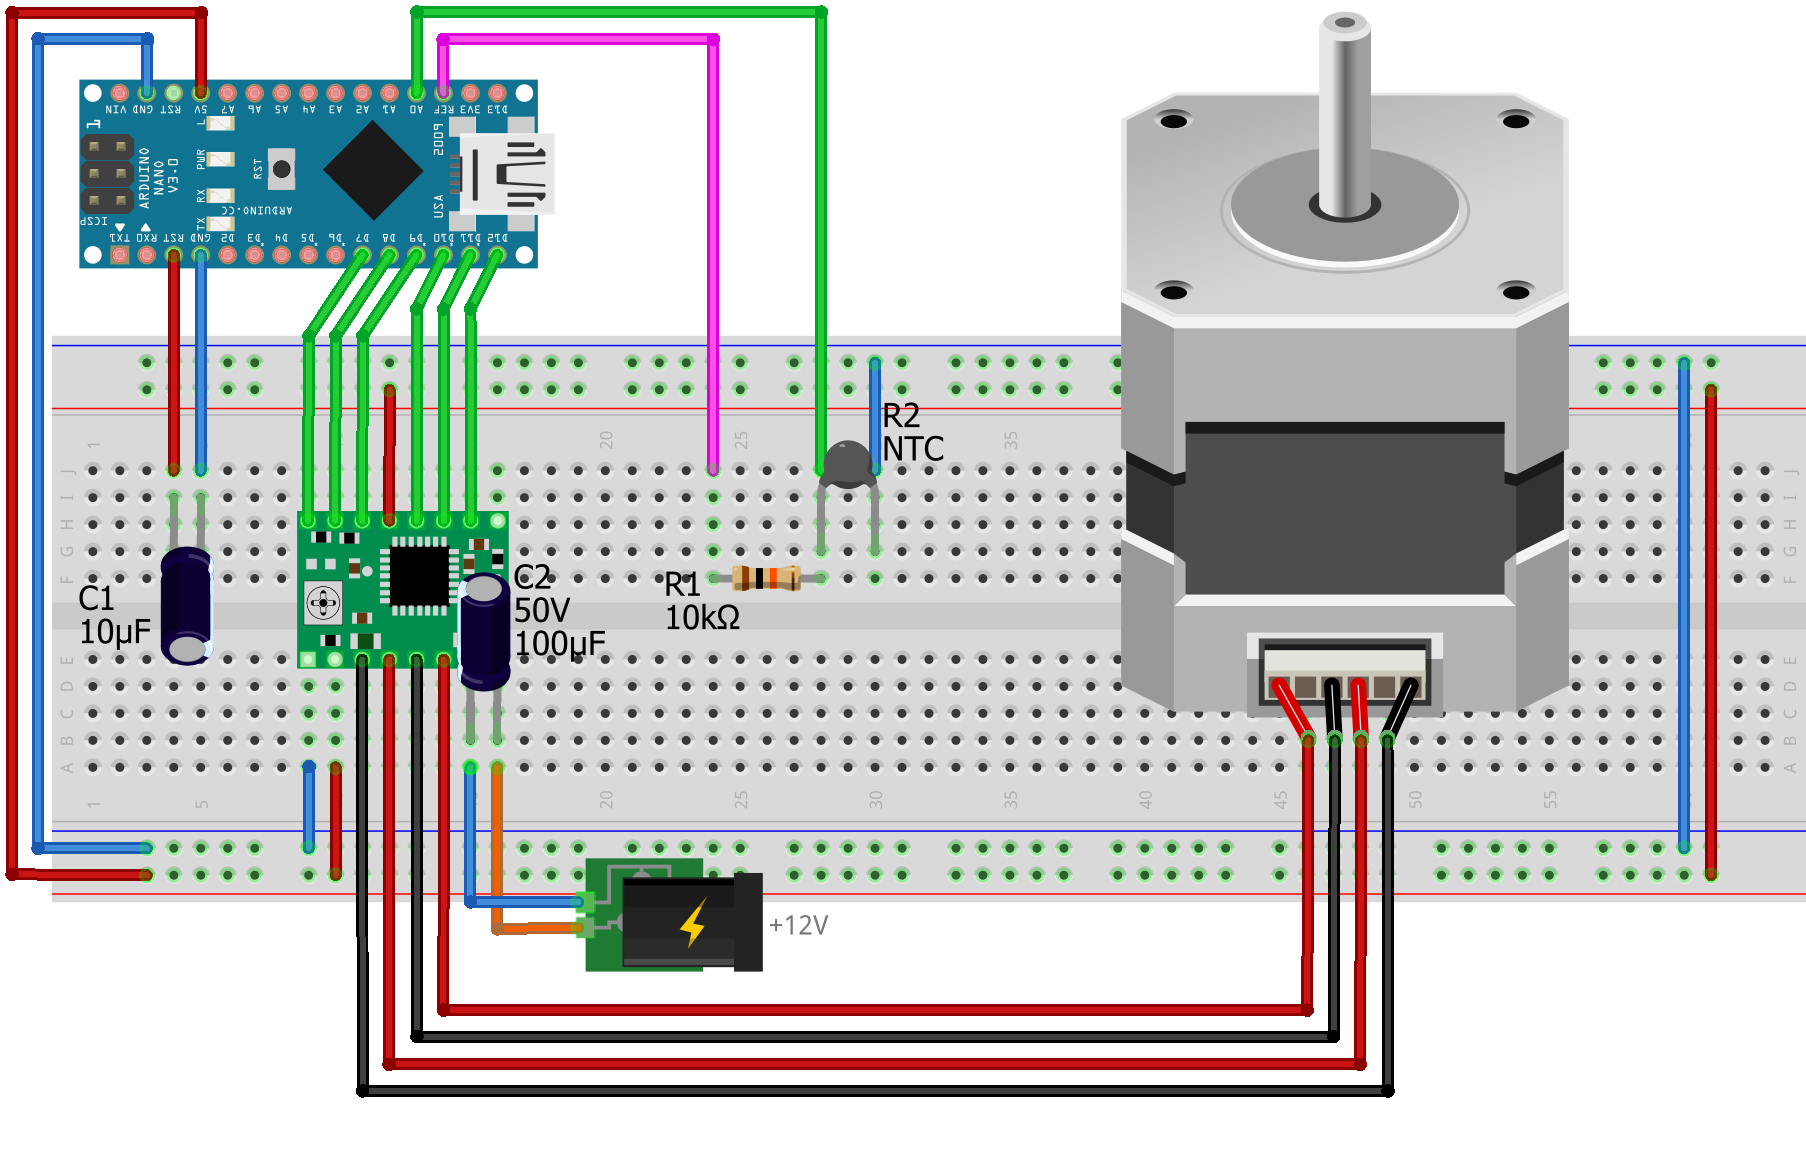 VIN GND RST 5V A7 A6 A5 A4 A3 A2 A1 A0 REF 3V3 D13
1
L
PWR
RX
TX
RST
ARDUINO
NANO
V3.0
ARDUINO.CC
2009
USA
ICSP
TX1 RX0 RST GND D2 D3 D4 D5 D6 D7 D8 D9 D10 D11 D12
1 20 25 35
J J
I I
H H
G G
F F
R2
NTC
C1
10µF
C2
50V
100µF
R1
10kΩ
E E
D D
C C
B B
A A
1 5 20 25 30 35 40 45 50 55
+12V